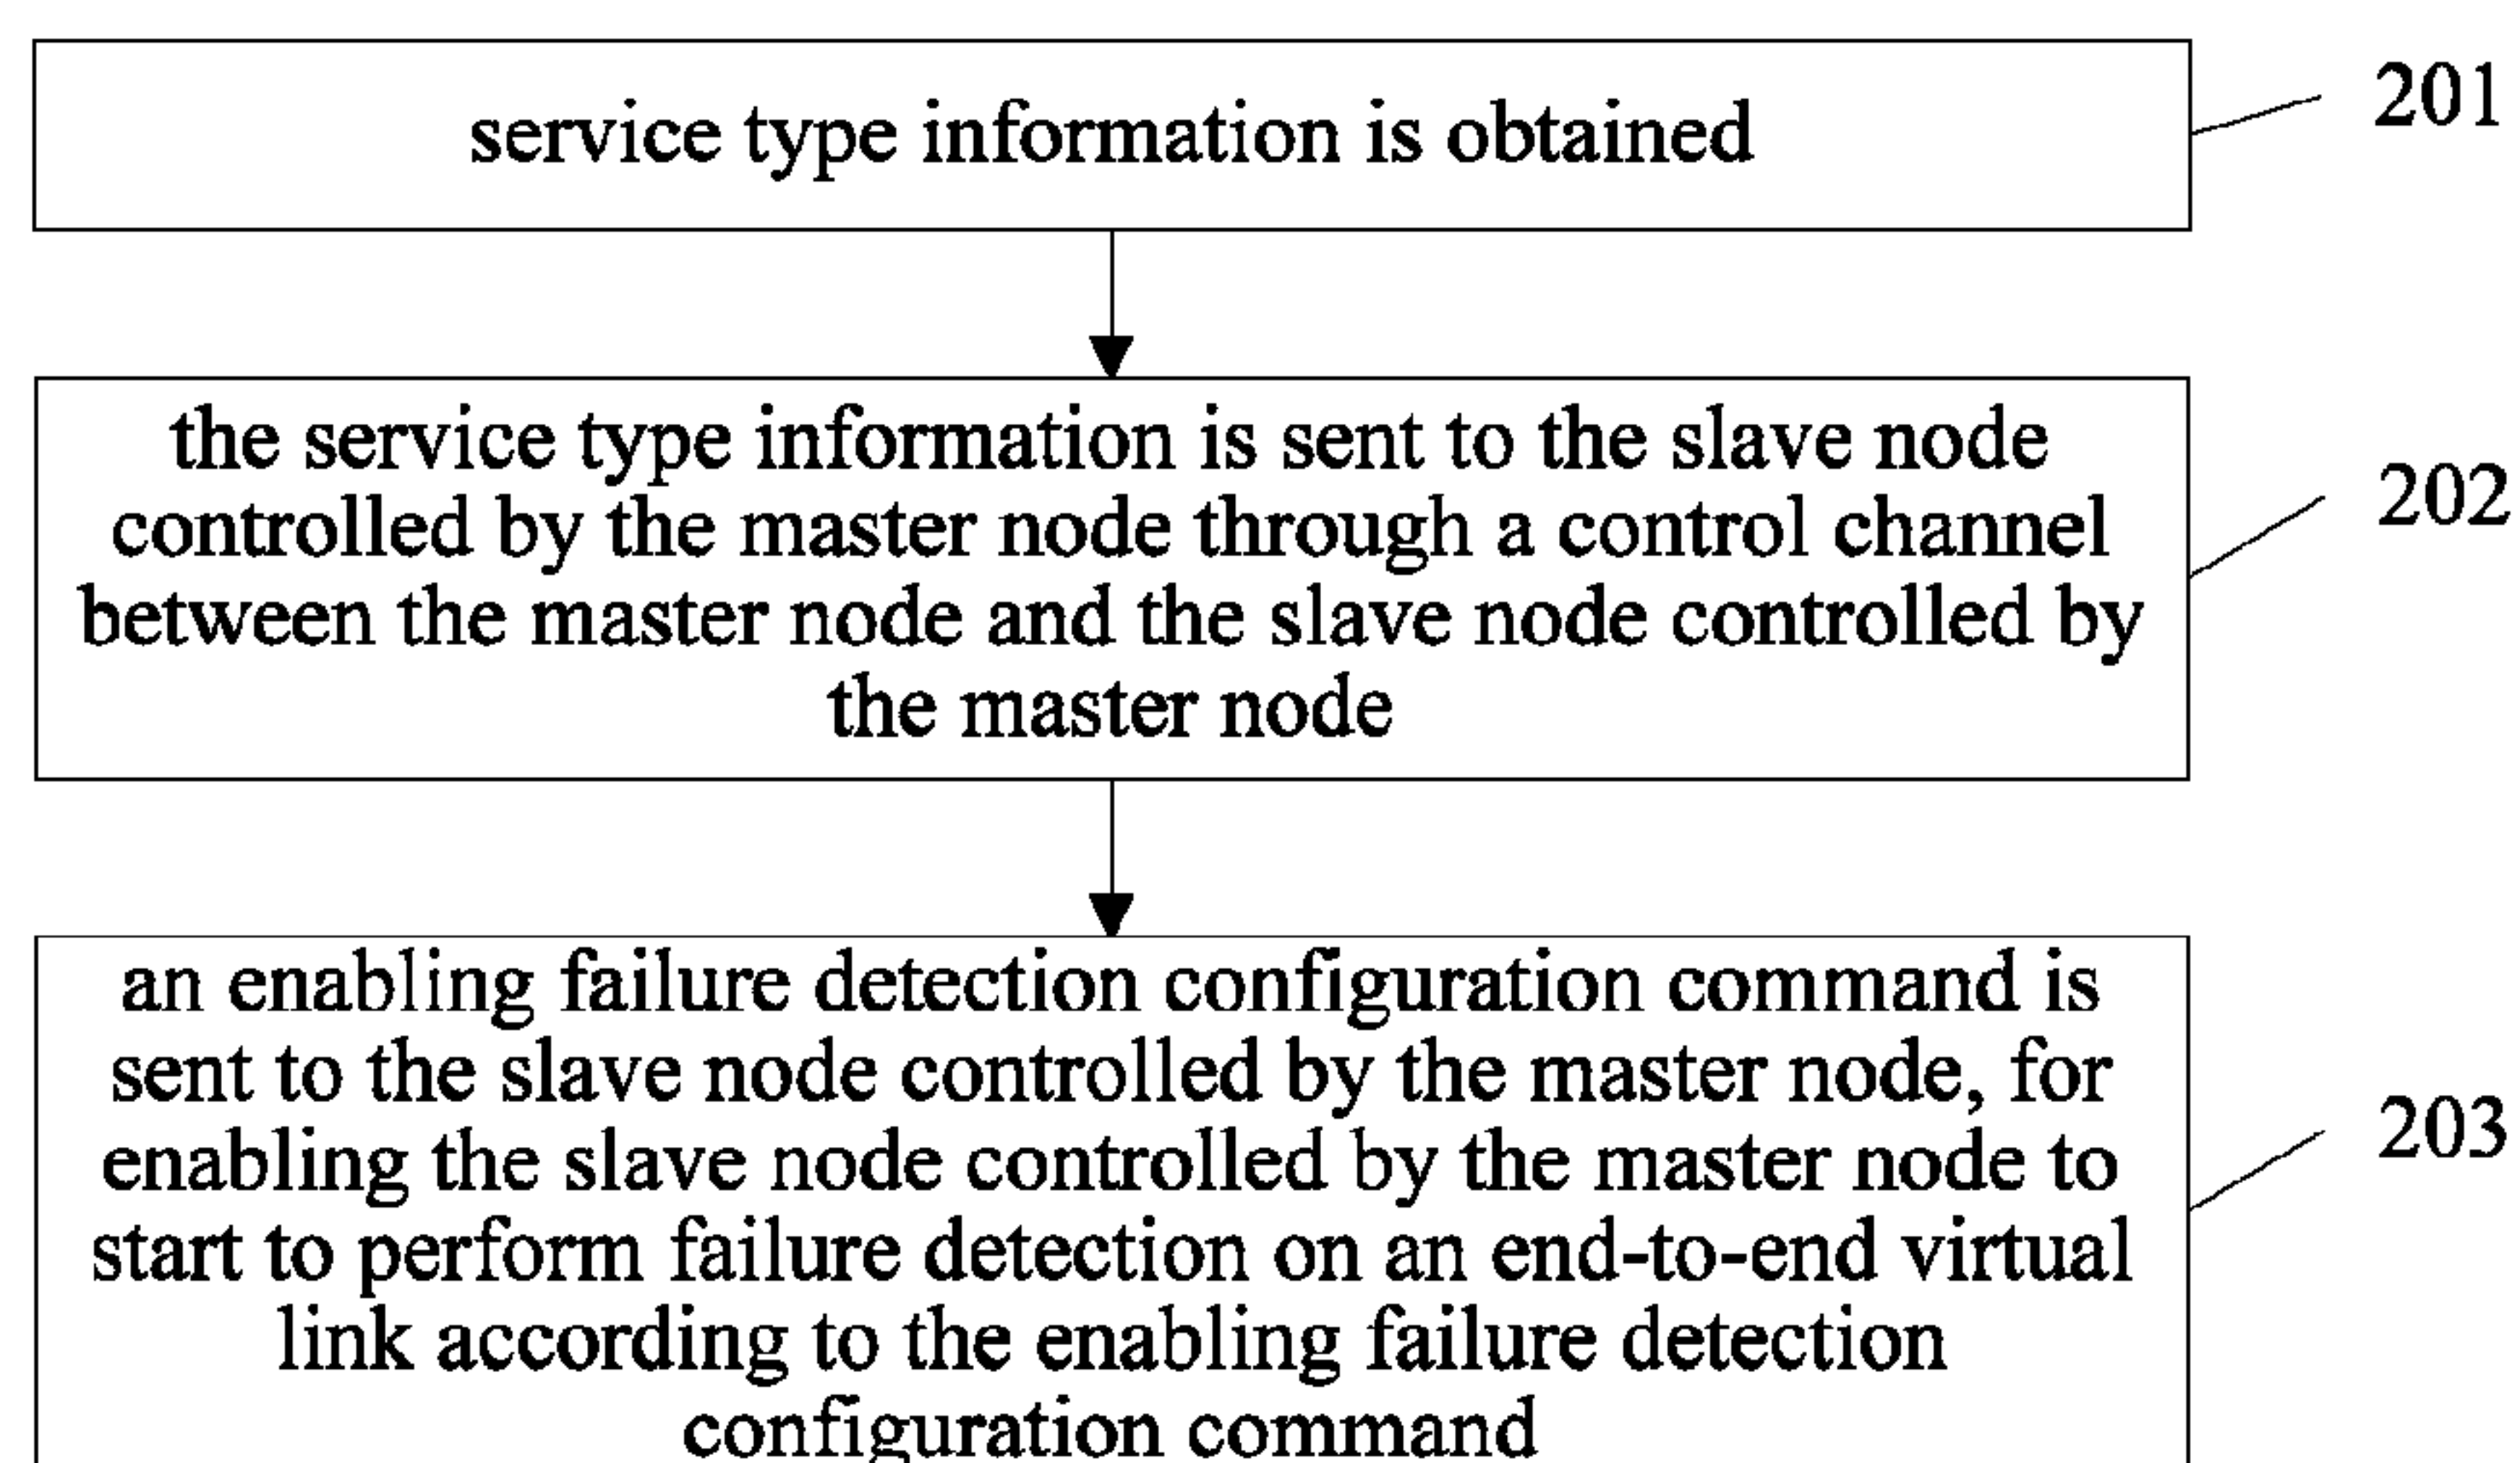 service type information is obtained
201
the service type information is sent to the slave node
controlled by the master node through a control channel
between the master node and the slave node controlled by
the master node
202
an enabling failure detection configuration command is
sent to the slave node controlled by the master node, for
enabling the slave node controlled by the master node to
start to perform failure detection on an end-to-end virtual
link according to the enabling failure detection
configuration command
203